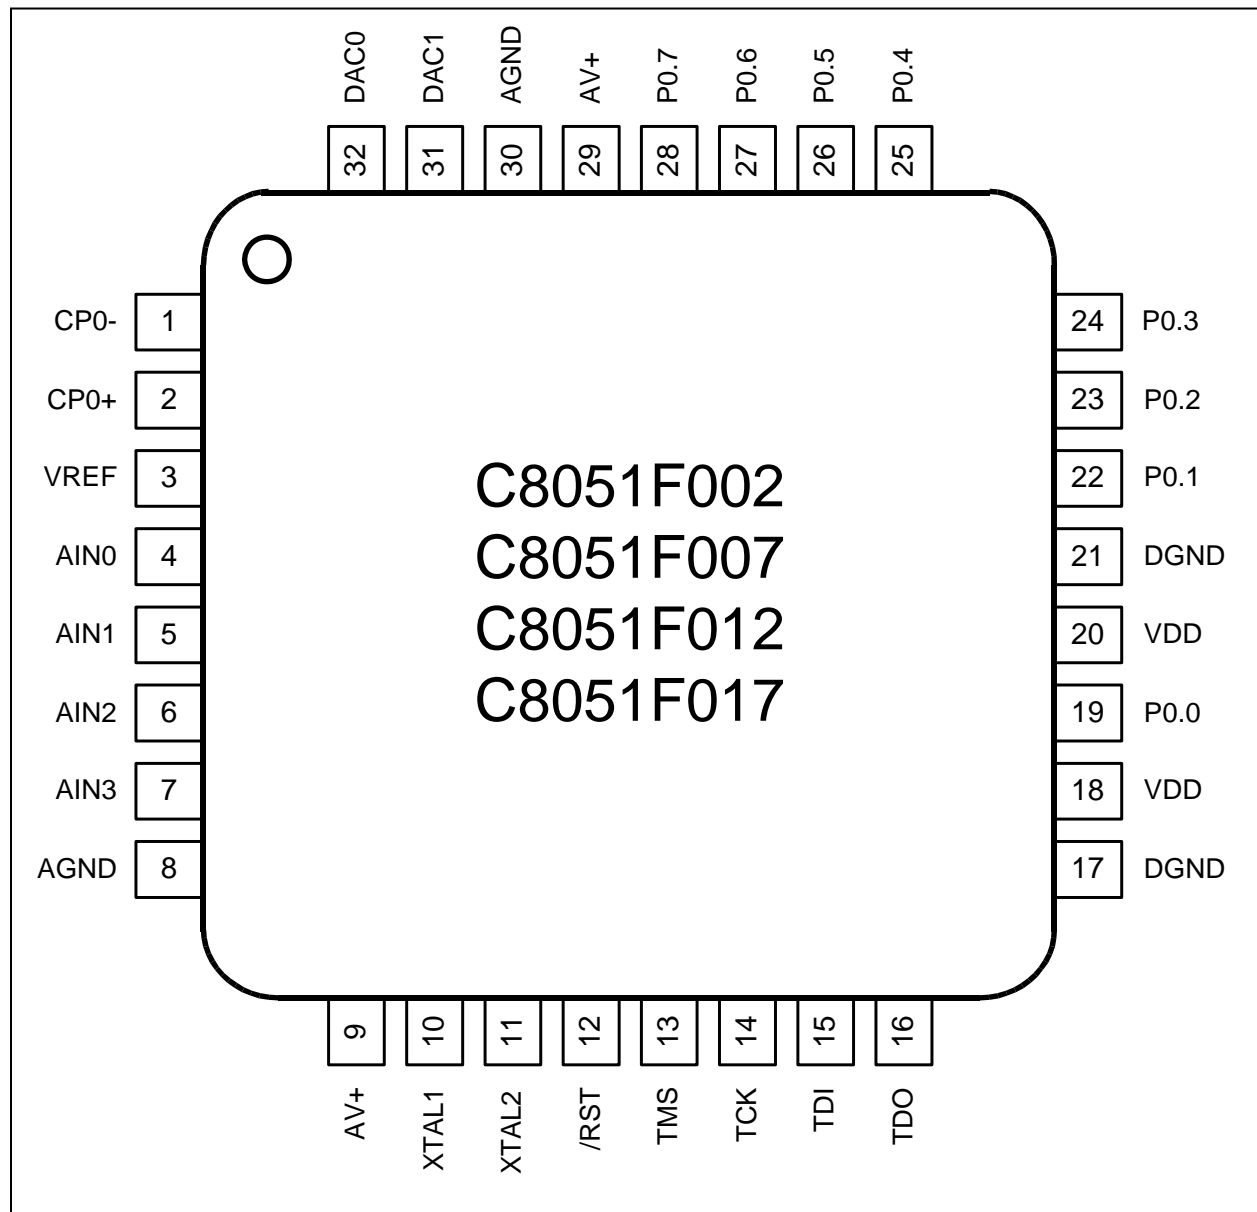 DAC0 DAC1 AGND AV+ P0.7 P0.6 P0.5 P0.4
32 31 30 29 28 27 26 25
CP0- 1 24 P0.3
CP0+ 2 23 P0.2
VREF 3 22 P0.1
C8051F002
AIN0 4 21 DGND
C8051F007
AIN1 5 20 VDD
C8051F012
AIN2 6 19 P0.0
C8051F017
AIN3 7 18 VDD
AGND 8 17 DGND
9 10 11 12 13 14 15 16
AV+ XTAL1 XTAL2 /RST TMS TCK TDI TDO